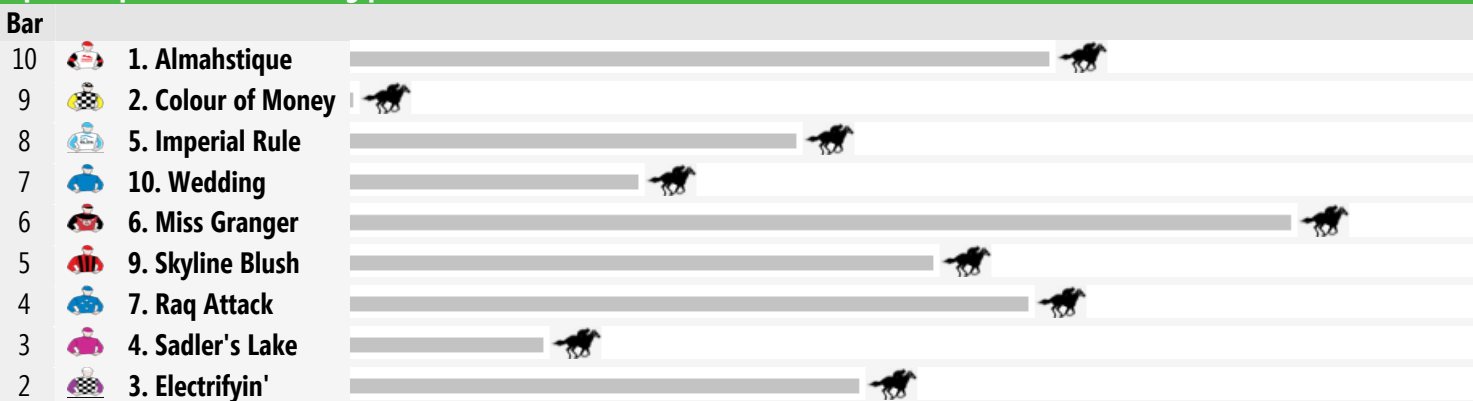 Bar
10 1. Almahstique
9 2. Colour of Money
8 5. Imperial Rule
7 10. Wedding
6 6. Miss Granger
5 9. Skyline Blush
4 7. Raq Attack
3 4. Sadler's Lake
2 3. Electrifyin'